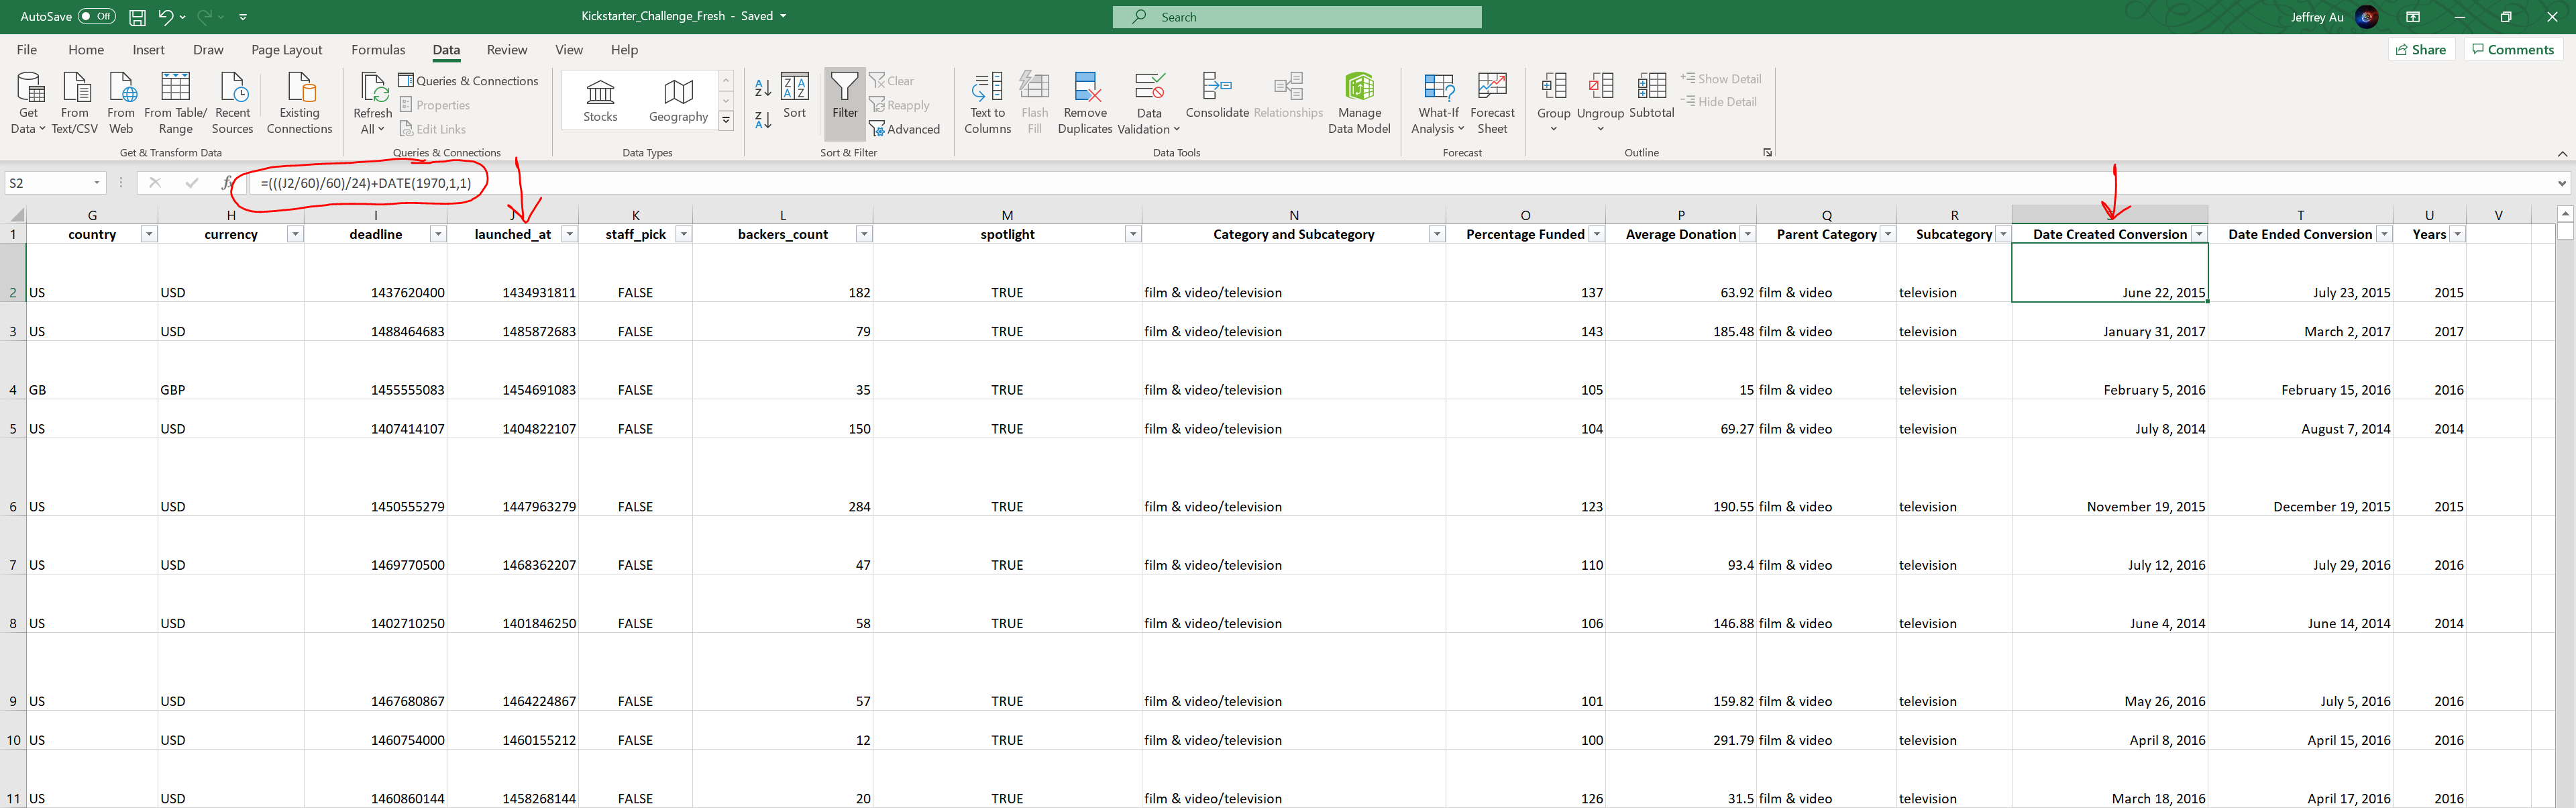 AutoSave Off
Kickstarter_Challenge_Fresh - Saved
Search
Jeffrey Au
File Home Insert Draw Page Layout Formulas Data Review View Help
Share Comments
Get Data
From Text/CSV
From Web
From Table/ Range
Recent Sources
Existing Connections
Get & Transform Data
Refresh All
Queries & Connections
Properties
Edit Links
Queries & Connections
Stocks
Geography
Data Types
Sort
Filter
Clear
Reapply
Advanced
Sort & Filter
Text to Columns
Flash Fill
Remove Duplicates
Data Validation
Consolidate
Relationships
Manage Data Model
Data Tools
What-If Analysis
Forecast Sheet
Forecast
Group
Ungroup
Subtotal
Show Detail
Hide Detail
Outline
S2 fx =(((J2/60)/60)/24)+DATE(1970,1,1)
G H I J K L M N O P Q R S T U V
1 country currency deadline launched_at staff_pick backers_count spotlight Category and Subcategory Percentage Funded Average Donation Parent Category Subcategory Date Created Conversion Date Ended Conversion Years
2 US USD 1437620400 1434931811 FALSE 182 TRUE film & video/television 137 63.92 film & video television June 22, 2015 July 23, 2015 2015
3 US USD 1488464683 1485872683 FALSE 79 TRUE film & video/television 143 185.48 film & video television January 31, 2017 March 2, 2017 2017
4 GB GBP 1455555083 1454691083 FALSE 35 TRUE film & video/television 105 15 film & video television February 5, 2016 February 15, 2016 2016
5 US USD 1407414107 1404822107 FALSE 150 TRUE film & video/television 104 69.27 film & video television July 8, 2014 August 7, 2014 2014
6 US USD 1450555279 1447963279 FALSE 284 TRUE film & video/television 123 190.55 film & video television November 19, 2015 December 19, 2015 2015
7 US USD 1469770500 1468362207 FALSE 47 TRUE film & video/television 110 93.4 film & video television July 12, 2016 July 29, 2016 2016
8 US USD 1402710250 1401846250 FALSE 58 TRUE film & video/television 106 146.88 film & video television June 4, 2014 June 14, 2014 2014
9 US USD 1467680867 1464224867 FALSE 57 TRUE film & video/television 101 159.82 film & video television May 26, 2016 July 5, 2016 2016
10 US USD 1460754000 1460155212 FALSE 12 TRUE film & video/television 100 291.79 film & video television April 8, 2016 April 15, 2016 2016
11 US USD 1460860144 1458268144 FALSE 20 TRUE film & video/television 126 31.5 film & video television March 18, 2016 April 17, 2016 2016